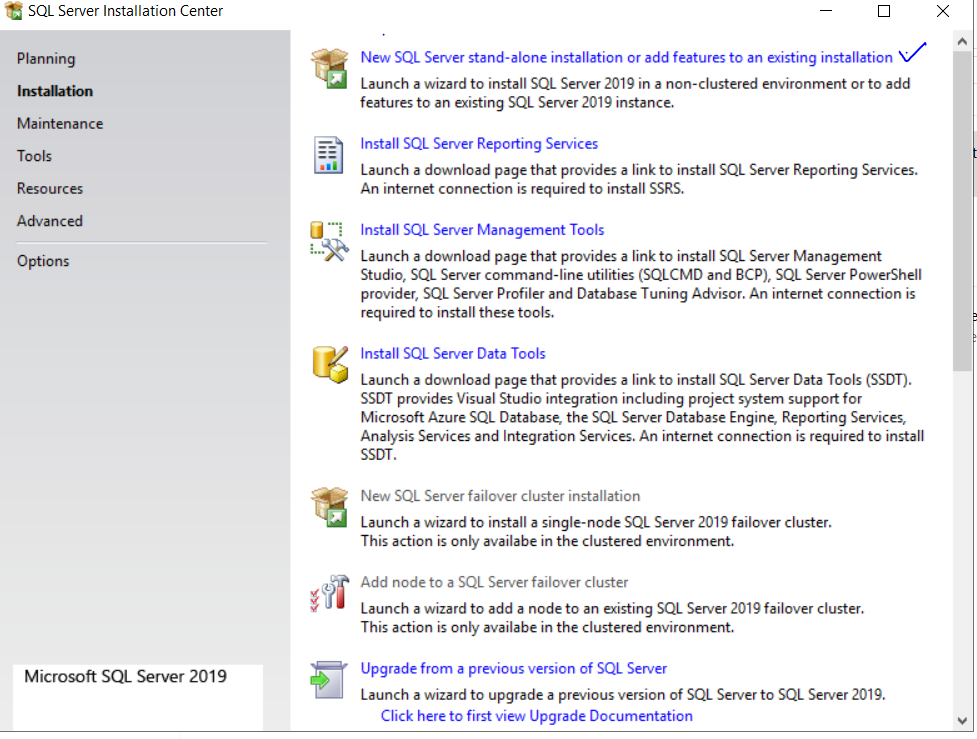 SQL Server Installation Center
Planning
Installation
Maintenance
Tools
Resources
Advanced
Options
Microsoft SQL Server 2019
New SQL Server stand-alone installation or add features to an existing installation
Launch a wizard to install SQL Server 2019 in a non-clustered environment or to add
features to an existing SQL Server 2019 instance.
Install SQL Server Reporting Services
Launch a download page that provides a link to install SQL Server Reporting Services.
An internet connection is required to install SSRS.
Install SQL Server Management Tools
Launch a download page that provides a link to install SQL Server Management
Studio, SQL Server command-line utilities (SQLCMD and BCP), SQL Server PowerShell
provider, SQL Server Profiler and Database Tuning Advisor. An internet connection is
required to install these tools.
Install SQL Server Data Tools
Launch a download page that provides a link to install SQL Server Data Tools (SSDT).
SSDT provides Visual Studio integration including project system support for
Microsoft Azure SQL Database, the SQL Server Database Engine, Reporting Services,
Analysis Services and Integration Services. An internet connection is required to install
SSDT.
New SQL Server failover cluster installation
Launch a wizard to install a single-node SQL Server 2019 failover cluster.
This action is only availabe in the clustered environment.
Add node to a SQL Server failover cluster
Launch a wizard to add a node to an existing SQL Server 2019 failover cluster.
This action is only availabe in the clustered environment.
Upgrade from a previous version of SQL Server
Launch a wizard to upgrade a previous version of SQL Server to SQL Server 2019.
Click here to first view Upgrade Documentation